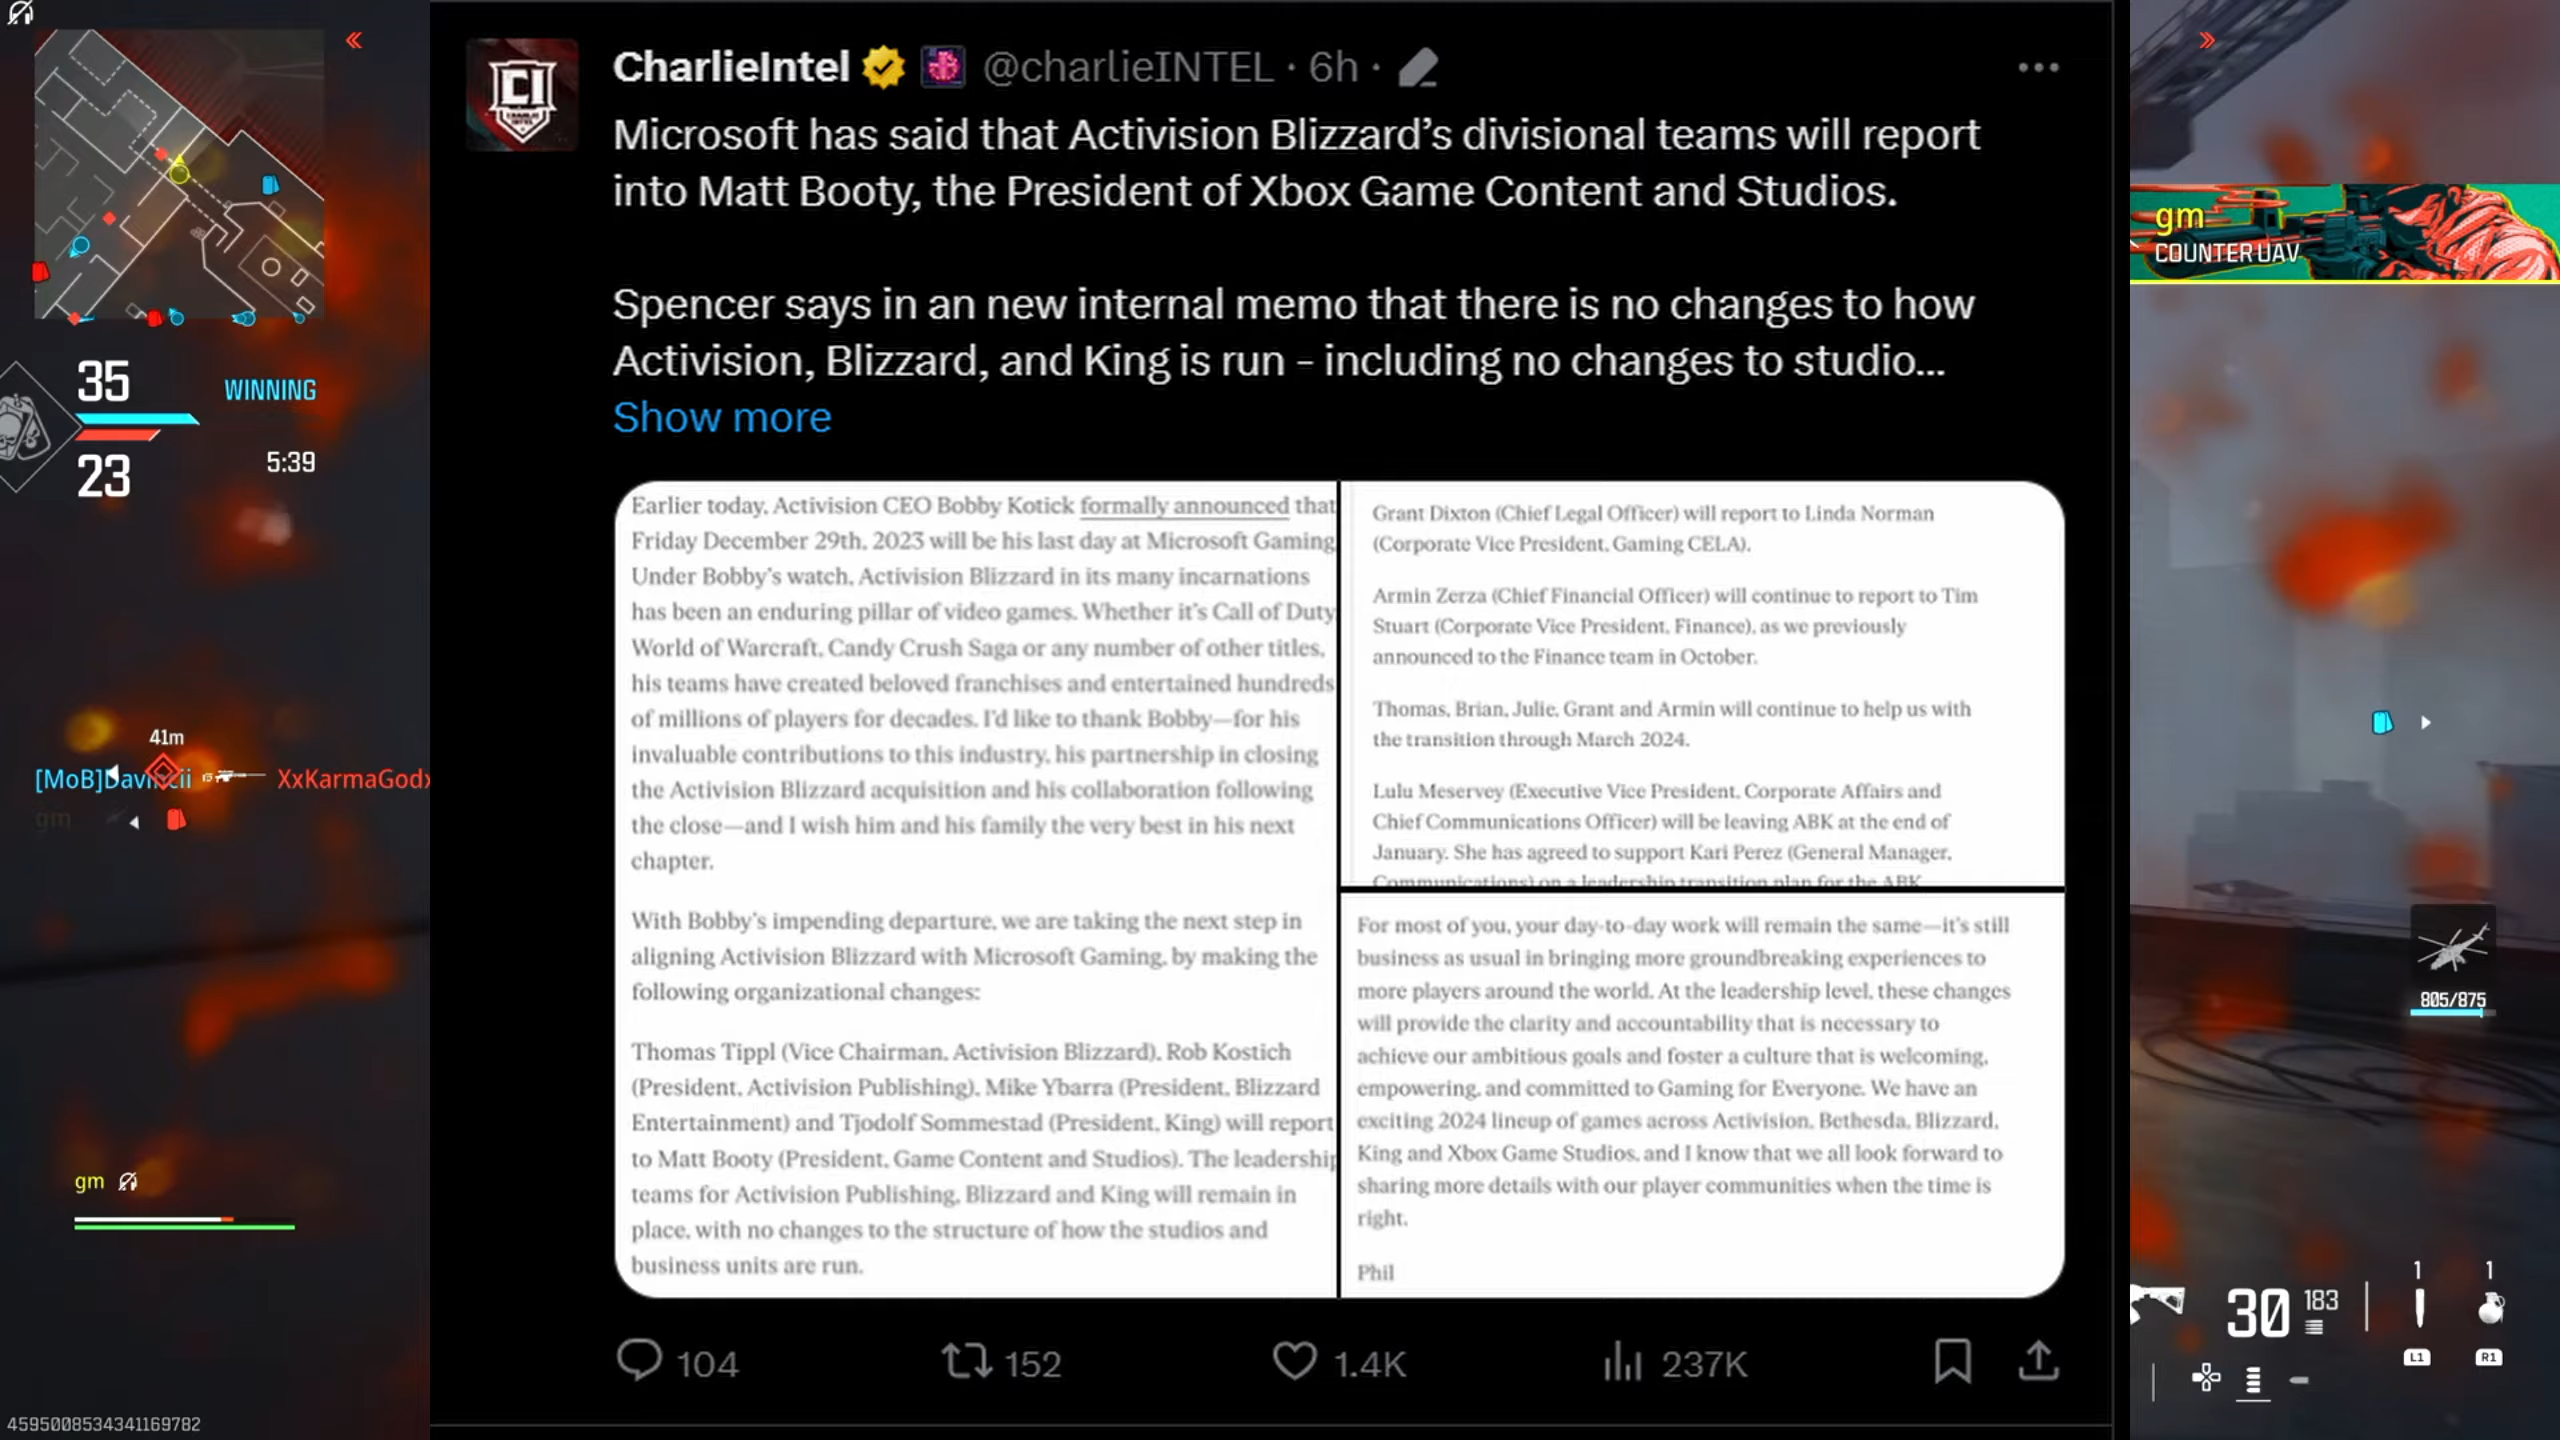 35
WINNING
5:39
23
41m
[MoB]Davincii
XxKarmaGodx
gm
gm
4595008534341169782
CI
CharlieIntel @charlieINTEL · 6h ·
Microsoft has said that Activision Blizzard’s divisional teams will report
into Matt Booty, the President of Xbox Game Content and Studios.
Spencer says in an new internal memo that there is no changes to how
Activision, Blizzard, and King is run - including no changes to studio...
Show more
Earlier today, Activision CEO Bobby Kotick formally announced that
Friday December 29th, 2023 will be his last day at Microsoft Gaming.
Under Bobby's watch, Activision Blizzard in its many incarnations
has been an enduring pillar of video games. Whether it's Call of Duty,
World of Warcraft, Candy Crush Saga or any number of other titles,
his teams have created beloved franchises and entertained hundreds
of millions of players for decades. I'd like to thank Bobby—for his
invaluable contributions to this industry, his partnership in closing
the Activision Blizzard acquisition and his collaboration following
the close—and I wish him and his family the very best in his next
chapter.
With Bobby's impending departure, we are taking the next step in
aligning Activision Blizzard with Microsoft Gaming, by making the
following organizational changes:
Thomas Tippl (Vice Chairman, Activision Blizzard), Rob Kostich
(President, Activision Publishing), Mike Ybarra (President, Blizzard
Entertainment) and Tjodolf Sommestad (President, King) will report
to Matt Booty (President, Game Content and Studios). The leadership
teams for Activision Publishing, Blizzard and King will remain in
place, with no changes to the structure of how the studios and
business units are run.
Grant Dixton (Chief Legal Officer) will report to Linda Norman
(Corporate Vice President, Gaming CELA).
Armin Zerza (Chief Financial Officer) will continue to report to Tim
Stuart (Corporate Vice President, Finance), as we previously
announced to the Finance team in October.
Thomas, Brian, Julie, Grant and Armin will continue to help us with
the transition through March 2024.
Lulu Meservey (Executive Vice President, Corporate Affairs and
Chief Communications Officer) will be leaving ABK at the end of
January. She has agreed to support Kari Perez (General Manager,
Communications) on a leadership transition plan for the ABK
For most of you, your day-to-day work will remain the same—it's still
business as usual in bringing more groundbreaking experiences to
more players around the world. At the leadership level, these changes
will provide the clarity and accountability that is necessary to
achieve our ambitious goals and foster a culture that is welcoming,
empowering, and committed to Gaming for Everyone. We have an
exciting 2024 lineup of games across Activision, Bethesda, Blizzard,
King and Xbox Game Studios, and I know that we all look forward to
sharing more details with our player communities when the time is
right.
Phil
104 152 1.4K 237K
gm
COUNTER UAV
805/875
30 183 1 1
L1 R1